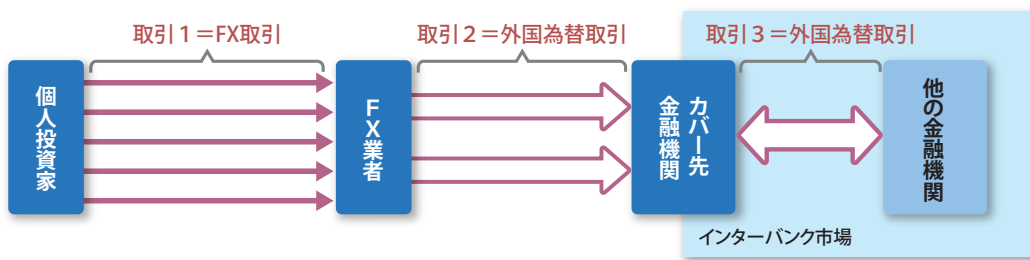 取引1＝FX取引
取引2＝外国為替取引
取引3＝外国為替取引
個人投資家
FX業者
カバー先
金融機関
他の金融機関
インターバンク市場